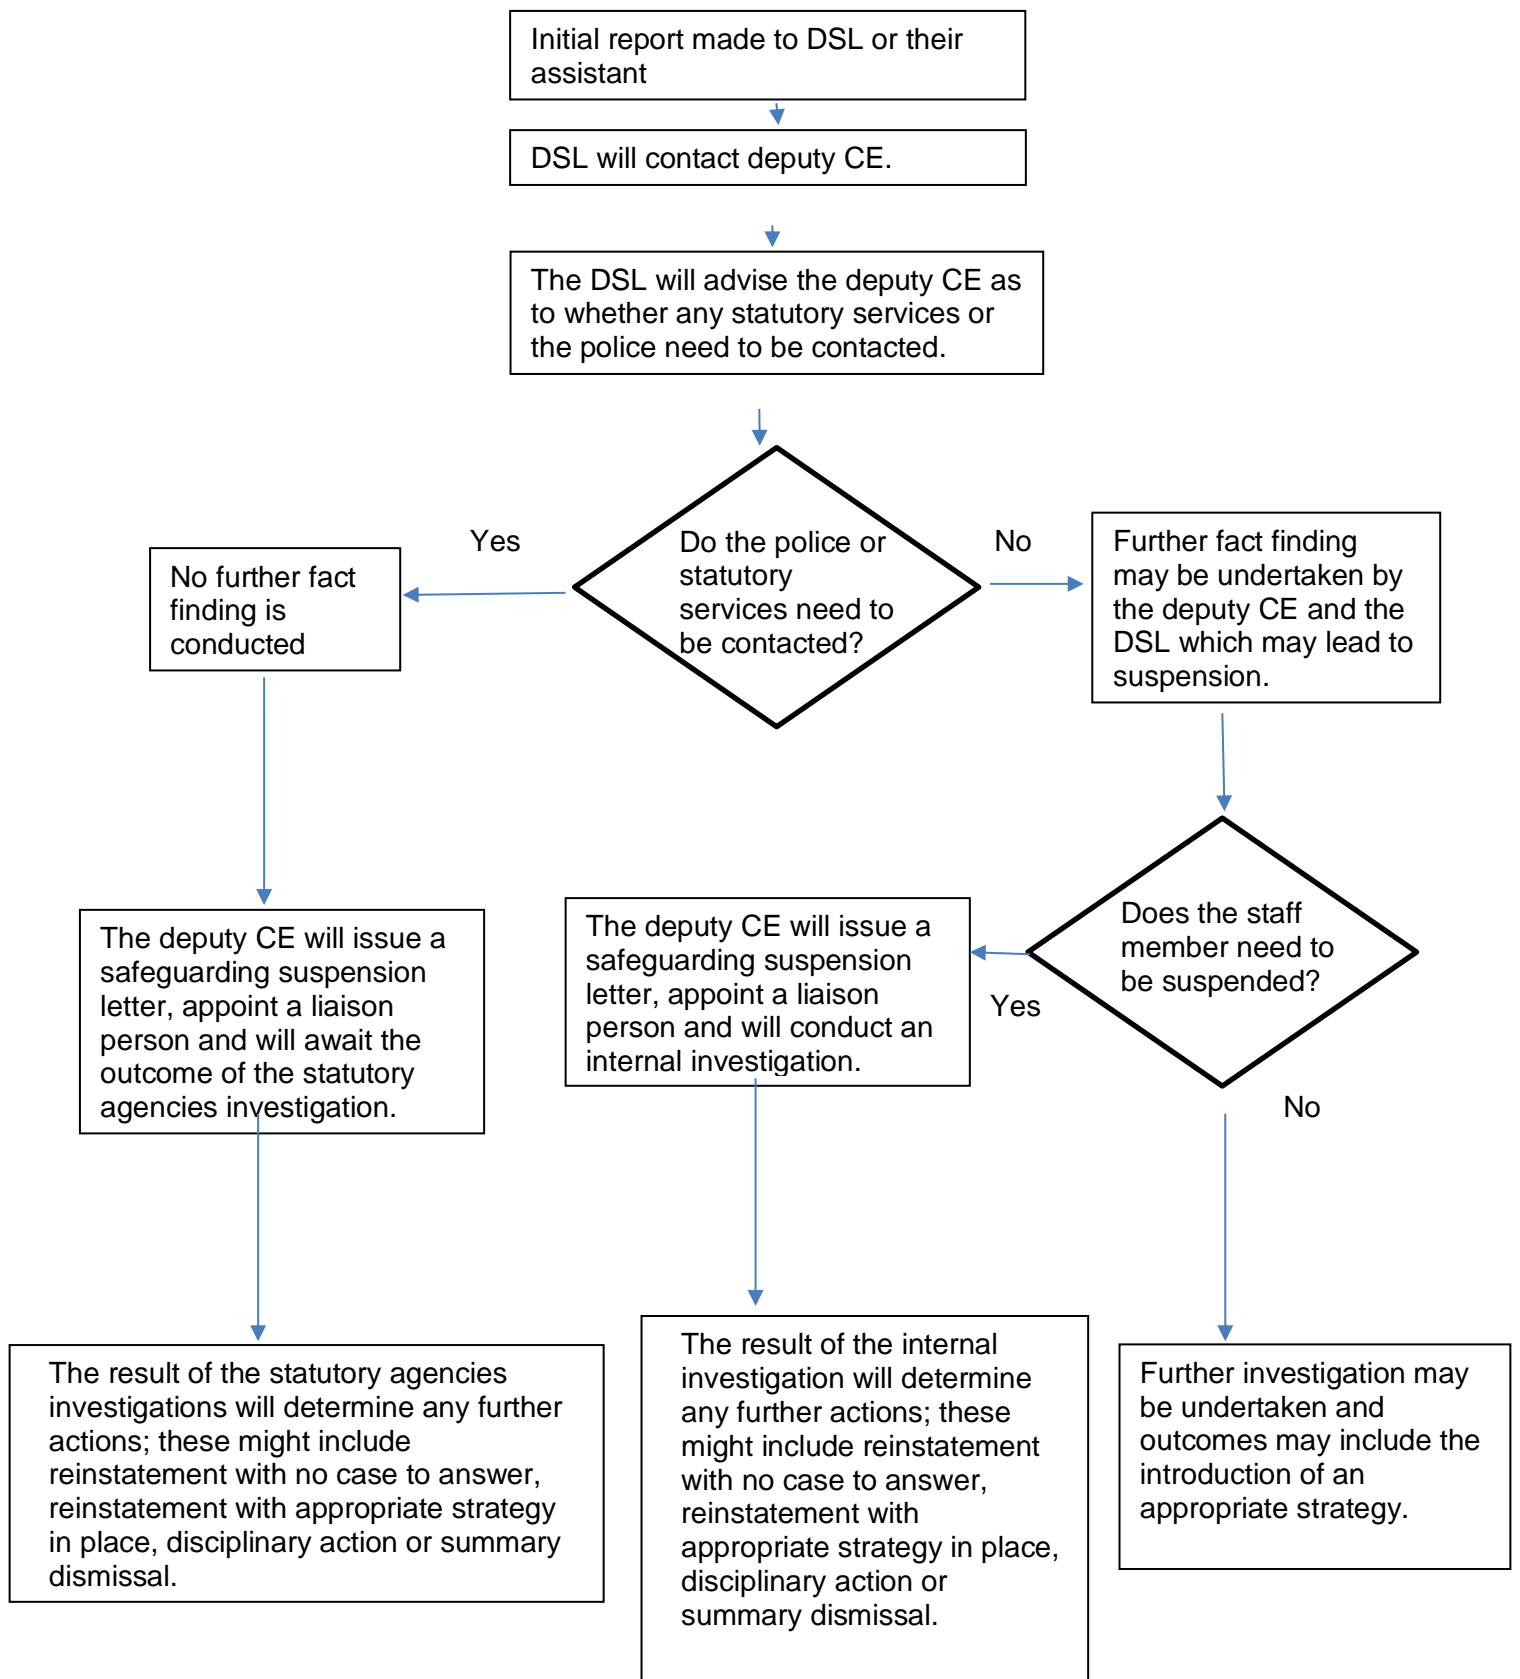 Initial report made to DSL or their
assistant
DSL will contact deputy CE.
The DSL will advise the deputy CE as
to whether any statutory services or
the police need to be contacted.
Do the police or
statutory
services need to
be contacted?
Yes
No further fact
finding is
conducted
No
Further fact finding
may be undertaken by
the deputy CE and the
DSL which may lead to
suspension.
The deputy CE will issue a
safeguarding suspension
letter, appoint a liaison
person and will await the
outcome of the statutory
agencies investigation.
The deputy CE will issue a
safeguarding suspension
letter, appoint a liaison
person and will conduct an
internal investigation.
Yes
Does the staff
member need to
be suspended?
No
The result of the statutory agencies
investigations will determine any further
actions; these might include
reinstatement with no case to answer,
reinstatement with appropriate strategy
in place, disciplinary action or summary
dismissal.
The result of the internal
investigation will determine
any further actions; these
might include reinstatement
with no case to answer,
reinstatement with
appropriate strategy in place,
disciplinary action or
summary dismissal.
Further investigation may
be undertaken and
outcomes may include the
introduction of an
appropriate strategy.